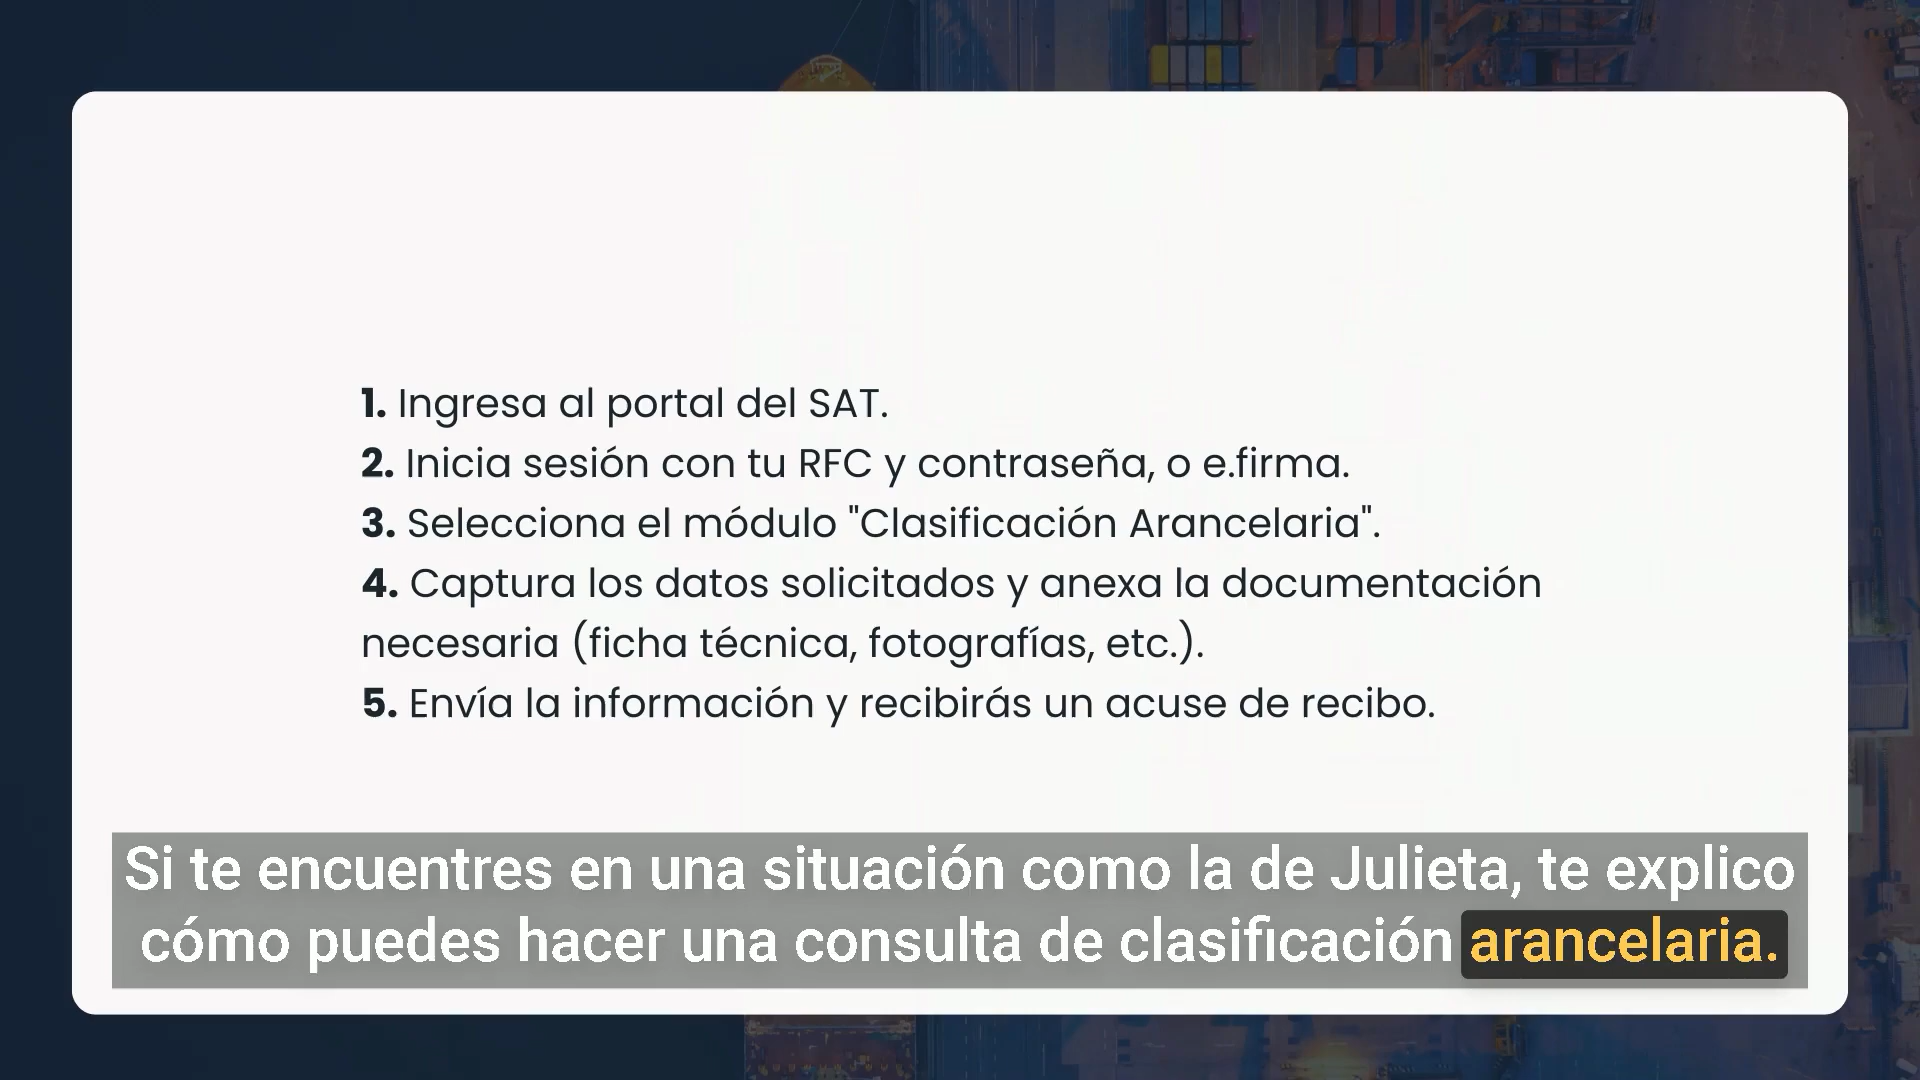 1. Ingresa al portal del SAT.
2. Inicia sesión con tu RFC y contraseña, o e.firma.
3. Selecciona el módulo "Clasificación Arancelaria".
4. Captura los datos solicitados y anexa la documentación
necesaria (ficha técnica, fotografías, etc.).
5. Envía la información y recibirás un acuse de recibo.
Si te encuentres en una situación como la de Julieta, te explico
cómo puedes hacer una consulta de clasificación arancelaria.